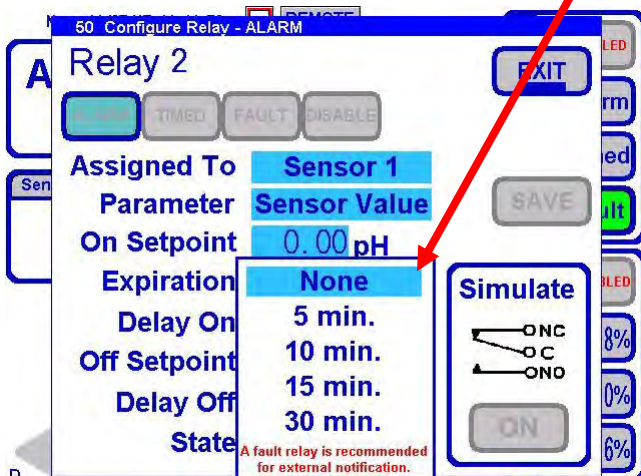 REMOTE
50 Configure Relay - ALARM
Relay 2
EXIT
ALARM TIMED FAULT DISABLE
Assigned To Sensor 1
Parameter Sensor Value
SAVE
On Setpoint 0.00 pH
Expiration None
Simulate
Delay On 5 min.
NC
Off Setpoint 10 min.
C
NO
Delay Off 15 min.
State 30 min.
ON
A fault relay is recommended
for external notification.
Sen
LED
rm
ed
ult
LED
8%
0%
6%